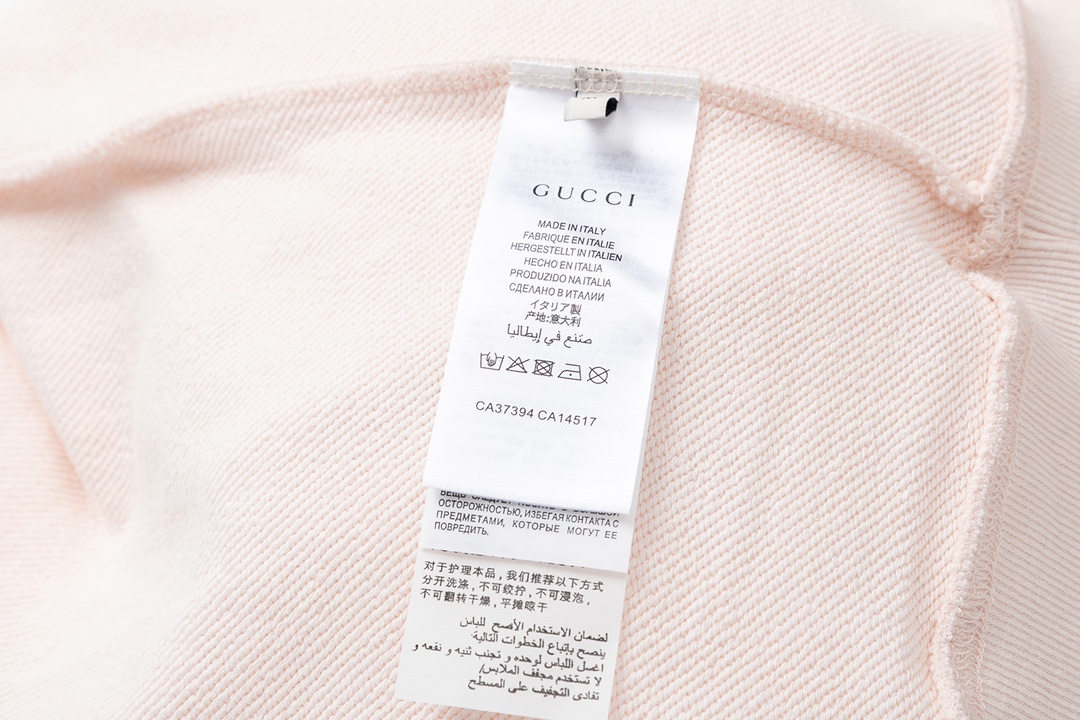 GUCCI
MADE IN ITALY
FABRIQUE EN ITALIE
HERGESTELLT IN ITALIEN
HECHO EN ITALIA
PRODUZIDO NA ITALIA
СДЕЛАНО В ИТАЛИИ
イタリア製
产地:意大利
صنع في إيطاليا
CA37394 CA14517
ОСТОРОЖНОСТЬЮ, ИЗБЕГАЯ КОНТАКТА С
ПРЕДМЕТАМИ, КОТОРЫЕ МОГУТ ЕЕ
ПОВРЕДИТЬ.
对于护理本品，我们推荐以下方式
分开洗涤，不可绞拧，不可浸泡，
不可翻转干燥，平摊晾干
لضمان الاستخدام الأصح للباس
ينصح بإتباع الخطوات التالية:
اغسل اللباس لوحده و تجنب ثنيه و نقعه و
لا تستخدم مجفف الملابس/
تفادى التجفيف على المسطح